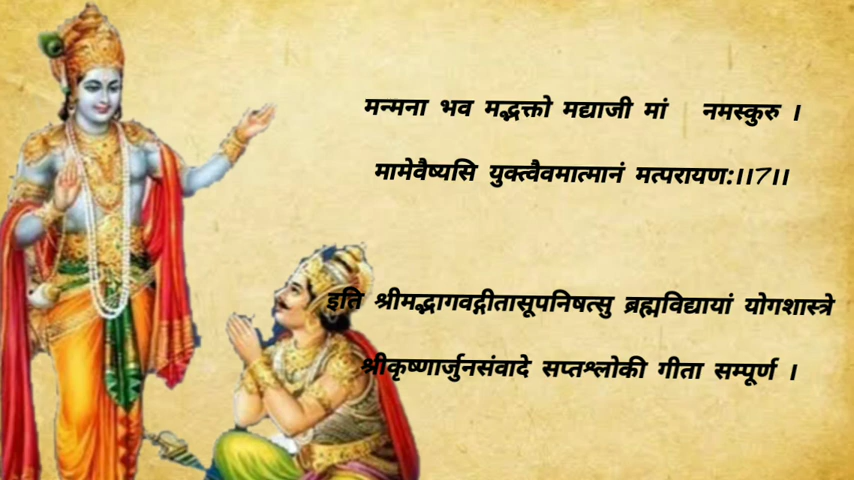 मन्मना भव मद्भक्तो मद्याजी मां नमस्कुरु ।
मामेवैष्यसि युक्त्वैवमात्मानं मत्परायण:।।7।।
इति श्रीमद्भागवद्गीतासूपनिषत्सु ब्रह्मविद्यायां योगशास्त्रे
श्रीकृष्णार्जुनसंवादे सप्तश्लोकी गीता सम्पूर्ण ।